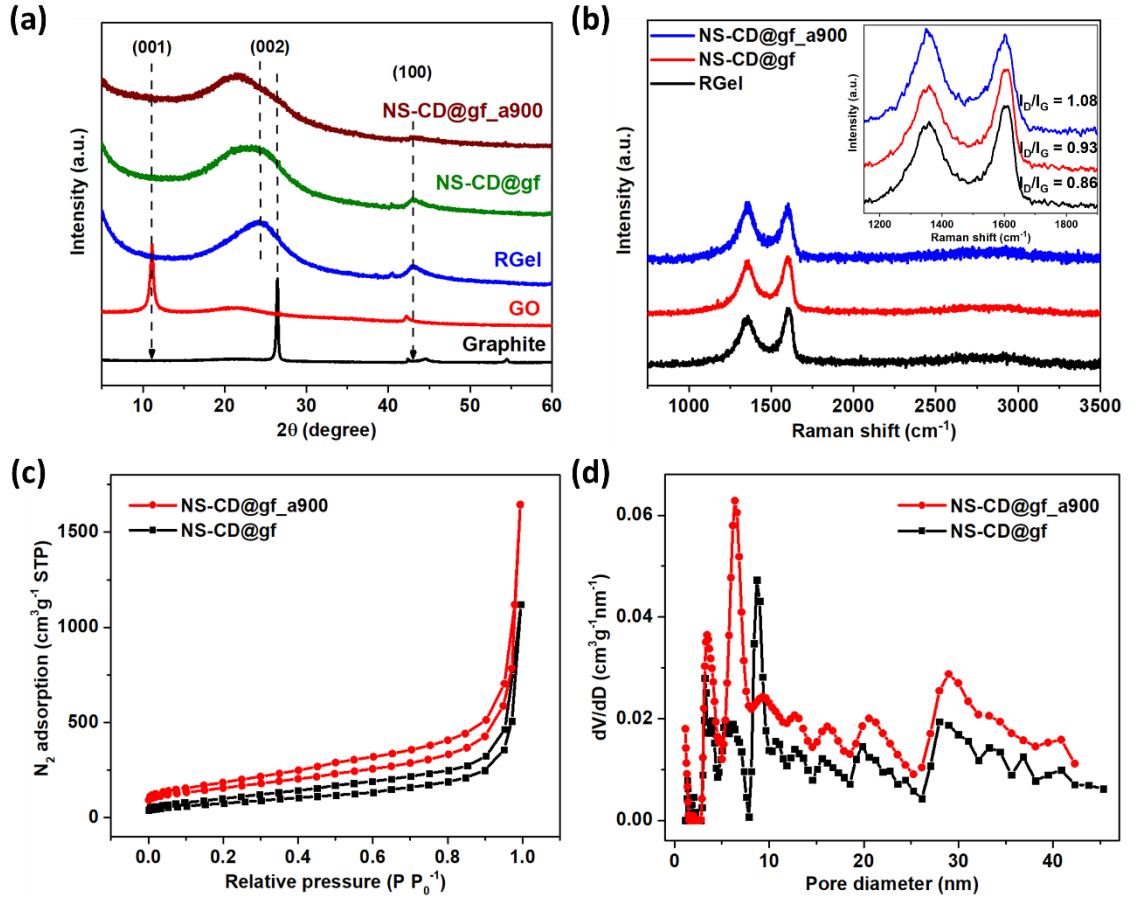 (a)
(001)
(002)
(100)
NS-CD@gf_a900
NS-CD@gf
RGel
GO
Graphite
Intensity (a.u.)
10 20 30 40 50 60
2θ (degree)
(b)
NS-CD@gf_a900
NS-CD@gf
RGel
Intensity (a.u.)
I_D/I_G = 1.08
I_D/I_G = 0.93
I_D/I_G = 0.86
1200 1400 1600 1800
Raman shift (cm⁻¹)
Intensity (a.u.)
1000 1500 2000 2500 3000 3500
Raman shift (cm⁻¹)
(c)
NS-CD@gf_a900
NS-CD@gf
N₂ adsorption (cm³g⁻¹ STP)
1500
1000
500
0
0.0 0.2 0.4 0.6 0.8 1.0
Relative pressure (P P₀⁻¹)
(d)
NS-CD@gf_a900
NS-CD@gf
dV/dD (cm³g⁻¹nm⁻¹)
0.06
0.04
0.02
0.00
0 10 20 30 40
Pore diameter (nm)